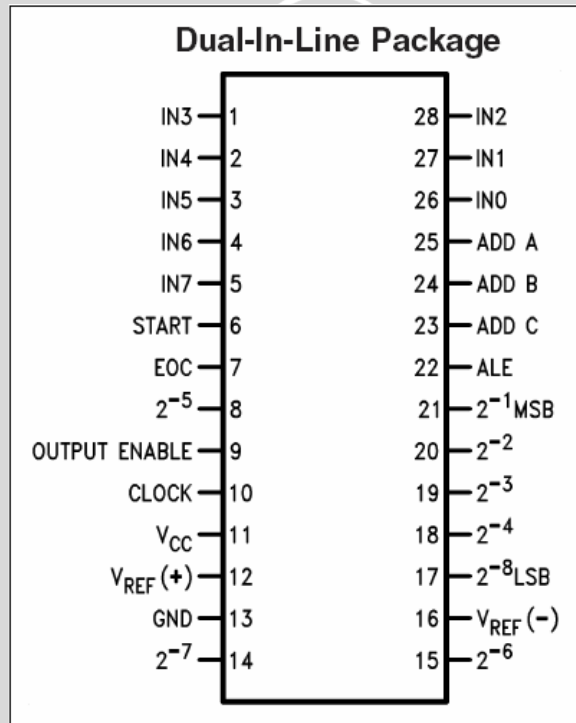 Dual-In-Line Package
IN3 1 28 IN2
IN4 2 27 IN1
IN5 3 26 IN0
IN6 4 25 ADD A
IN7 5 24 ADD B
START 6 23 ADD C
EOC 7 22 ALE
2⁻⁵ 8 21 2⁻¹MSB
OUTPUT ENABLE 9 20 2⁻²
CLOCK 10 19 2⁻³
VCC 11 18 2⁻⁴
VREF(+) 12 17 2⁻⁸LSB
GND 13 16 VREF(-)
2⁻⁷ 14 15 2⁻⁶